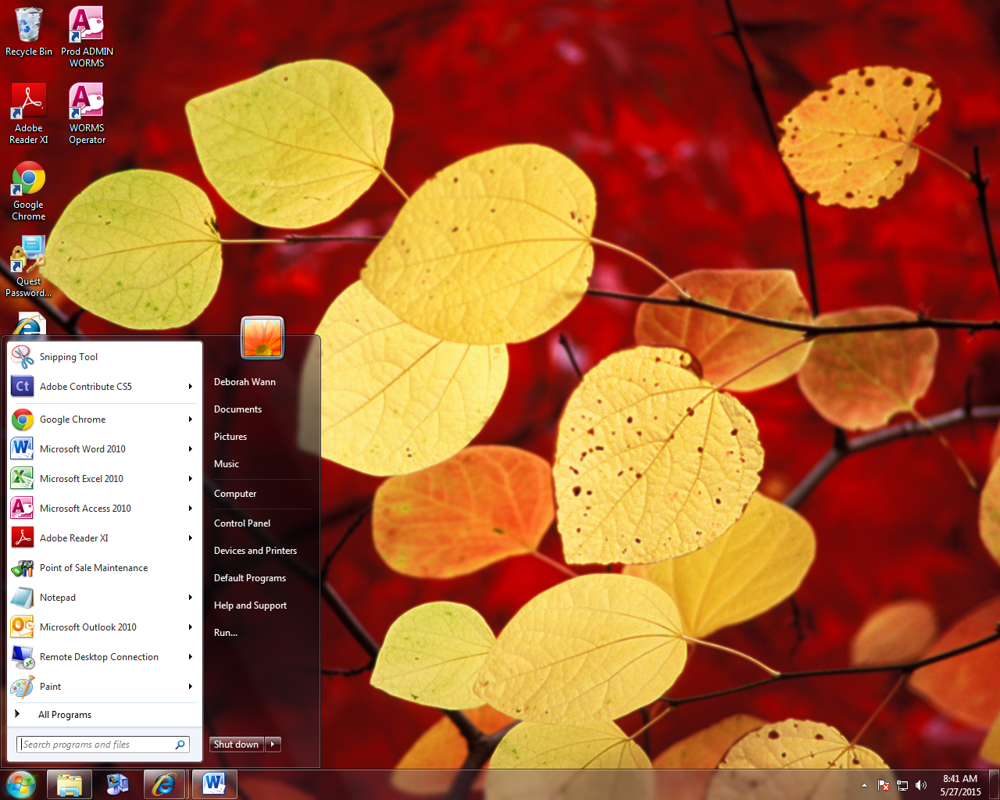 Recycle Bin
Prod ADMIN
WORMS
Adobe
Reader XI
WORMS
Operator
Google
Chrome
Quest
Password...
Snipping Tool
Ct
Adobe Contribute CS5
Google Chrome
Microsoft Word 2010
Microsoft Excel 2010
Microsoft Access 2010
Adobe Reader XI
Point of Sale Maintenance
Notepad
Microsoft Outlook 2010
Remote Desktop Connection
Paint
All Programs
Search programs and files
Deborah Wann
Documents
Pictures
Music
Computer
Control Panel
Devices and Printers
Default Programs
Help and Support
Run...
Shut down
8:41 AM
5/27/2015